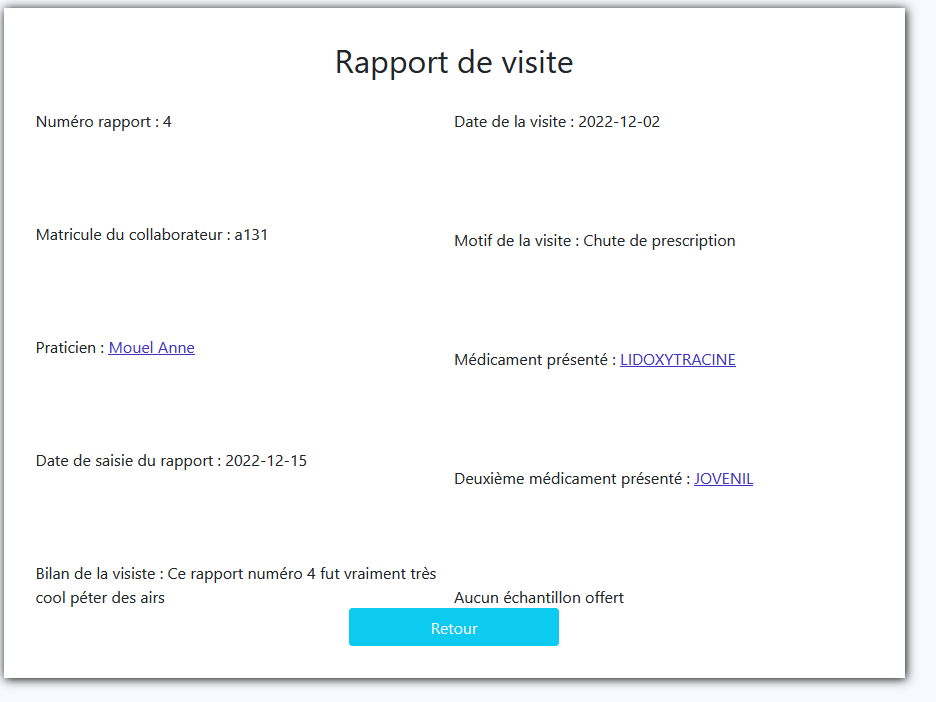 Rapport de visite
Numéro rapport : 4
Date de la visite : 2022-12-02
Matricule du collaborateur : a131
Motif de la visite : Chute de prescription
Praticien : Mouel Anne
Médicament présenté : LIDOXYTRACINE
Date de saisie du rapport : 2022-12-15
Deuxième médicament présenté : JOVENIL
Bilan de la visiste : Ce rapport numéro 4 fut vraiment très
cool péter des airs
Aucun échantillon offert
Retour